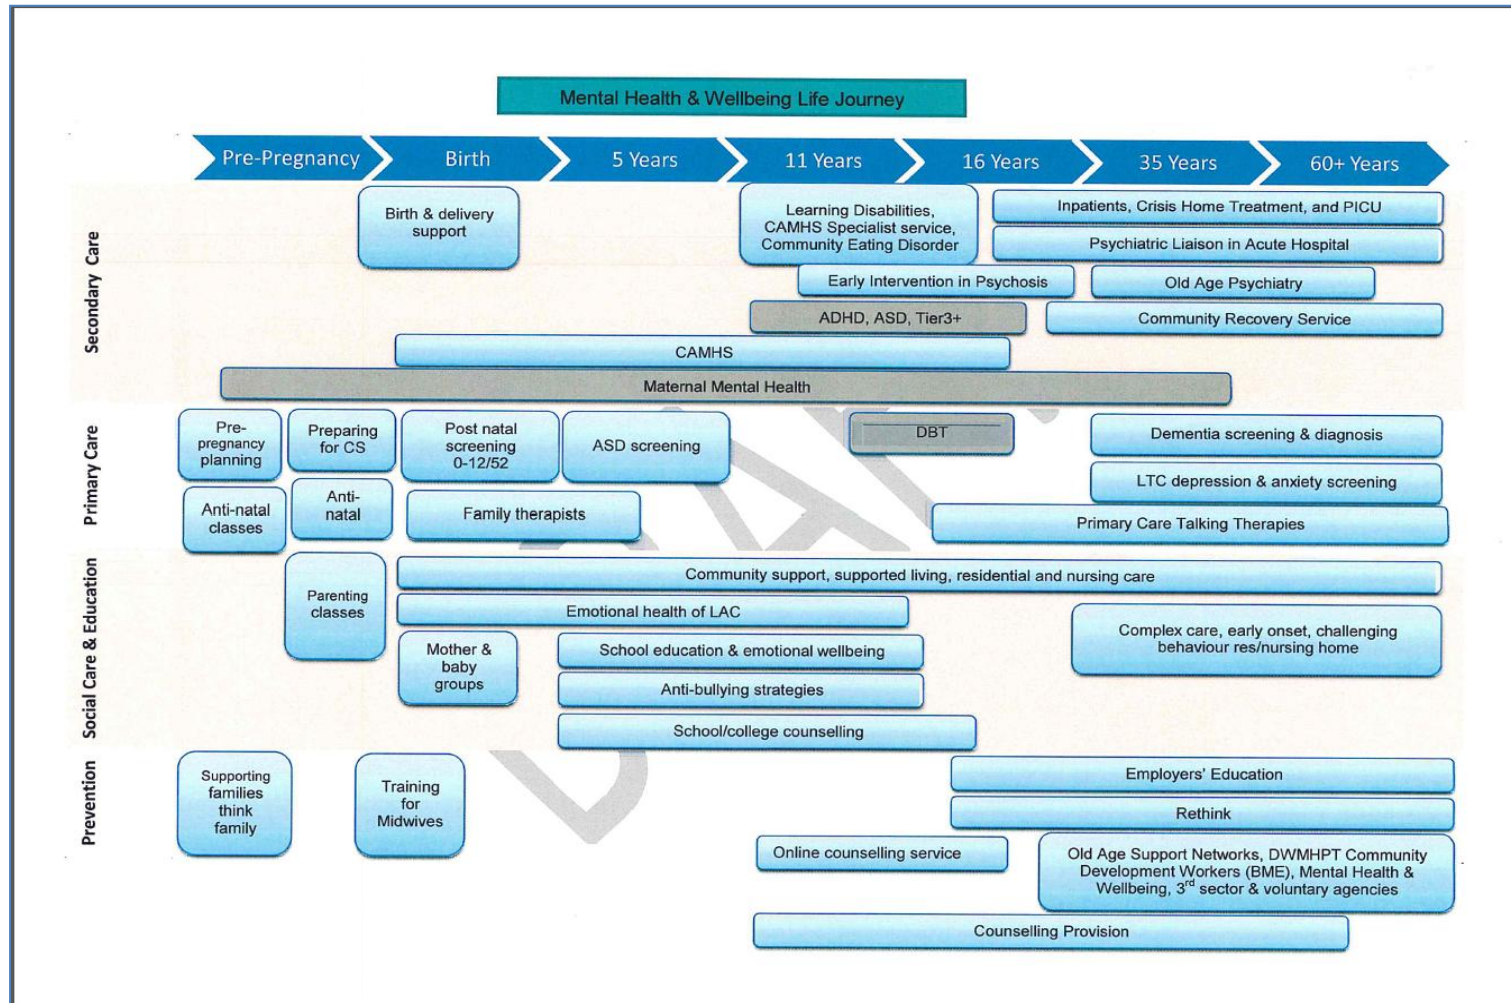 Mental Health & Wellbeing Life Journey
Pre-Pregnancy
Birth
5 Years
11 Years
16 Years
35 Years
60+ Years
Secondary Care
Birth & delivery
support
Learning Disabilities,
CAMHS Specialist service,
Community Eating Disorder
Inpatients, Crisis Home Treatment, and PICU
Psychiatric Liaison in Acute Hospital
Early Intervention in Psychosis
Old Age Psychiatry
ADHD, ASD, Tier3+
Community Recovery Service
CAMHS
Maternal Mental Health
Primary Care
Pre-
pregnancy
planning
Preparing
for CS
Post natal
screening
0-12/52
ASD screening
DBT
Dementia screening & diagnosis
LTC depression & anxiety screening
Anti-natal
classes
Anti-
natal
Family therapists
Primary Care Talking Therapies
Social Care & Education
Parenting
classes
Community support, supported living, residential and nursing care
Emotional health of LAC
Mother &
baby
groups
School education & emotional wellbeing
Complex care, early onset, challenging
behaviour res/nursing home
Anti-bullying strategies
School/college counselling
Prevention
Supporting
families
think
family
Training
for
Midwives
Employers' Education
Rethink
Online counselling service
Old Age Support Networks, DWMHPT Community
Development Workers (BME), Mental Health &
Wellbeing, 3rd sector & voluntary agencies
Counselling Provision
DRAFT